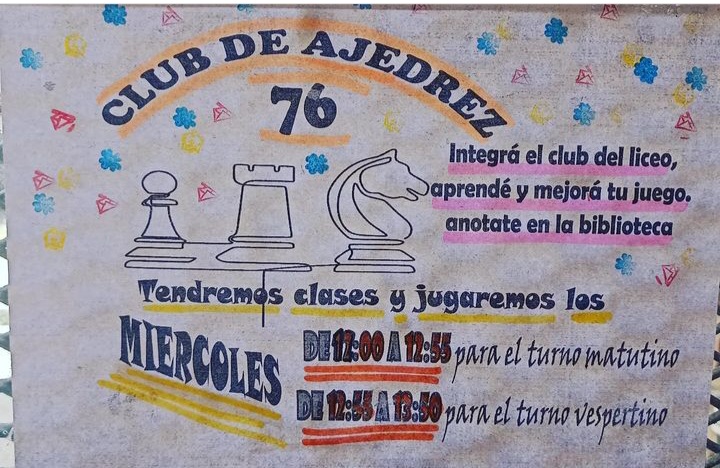 CLUB DE AJEDREZ
76
Integrá el club del liceo,
aprendé y mejorá tu juego.
anotate en la biblioteca
Tendremos clases y jugaremos los
MIERCOLES
DE 12:00 A 12:55 para el turno matutino
DE 12:55 A 13:50 para el turno vespertino